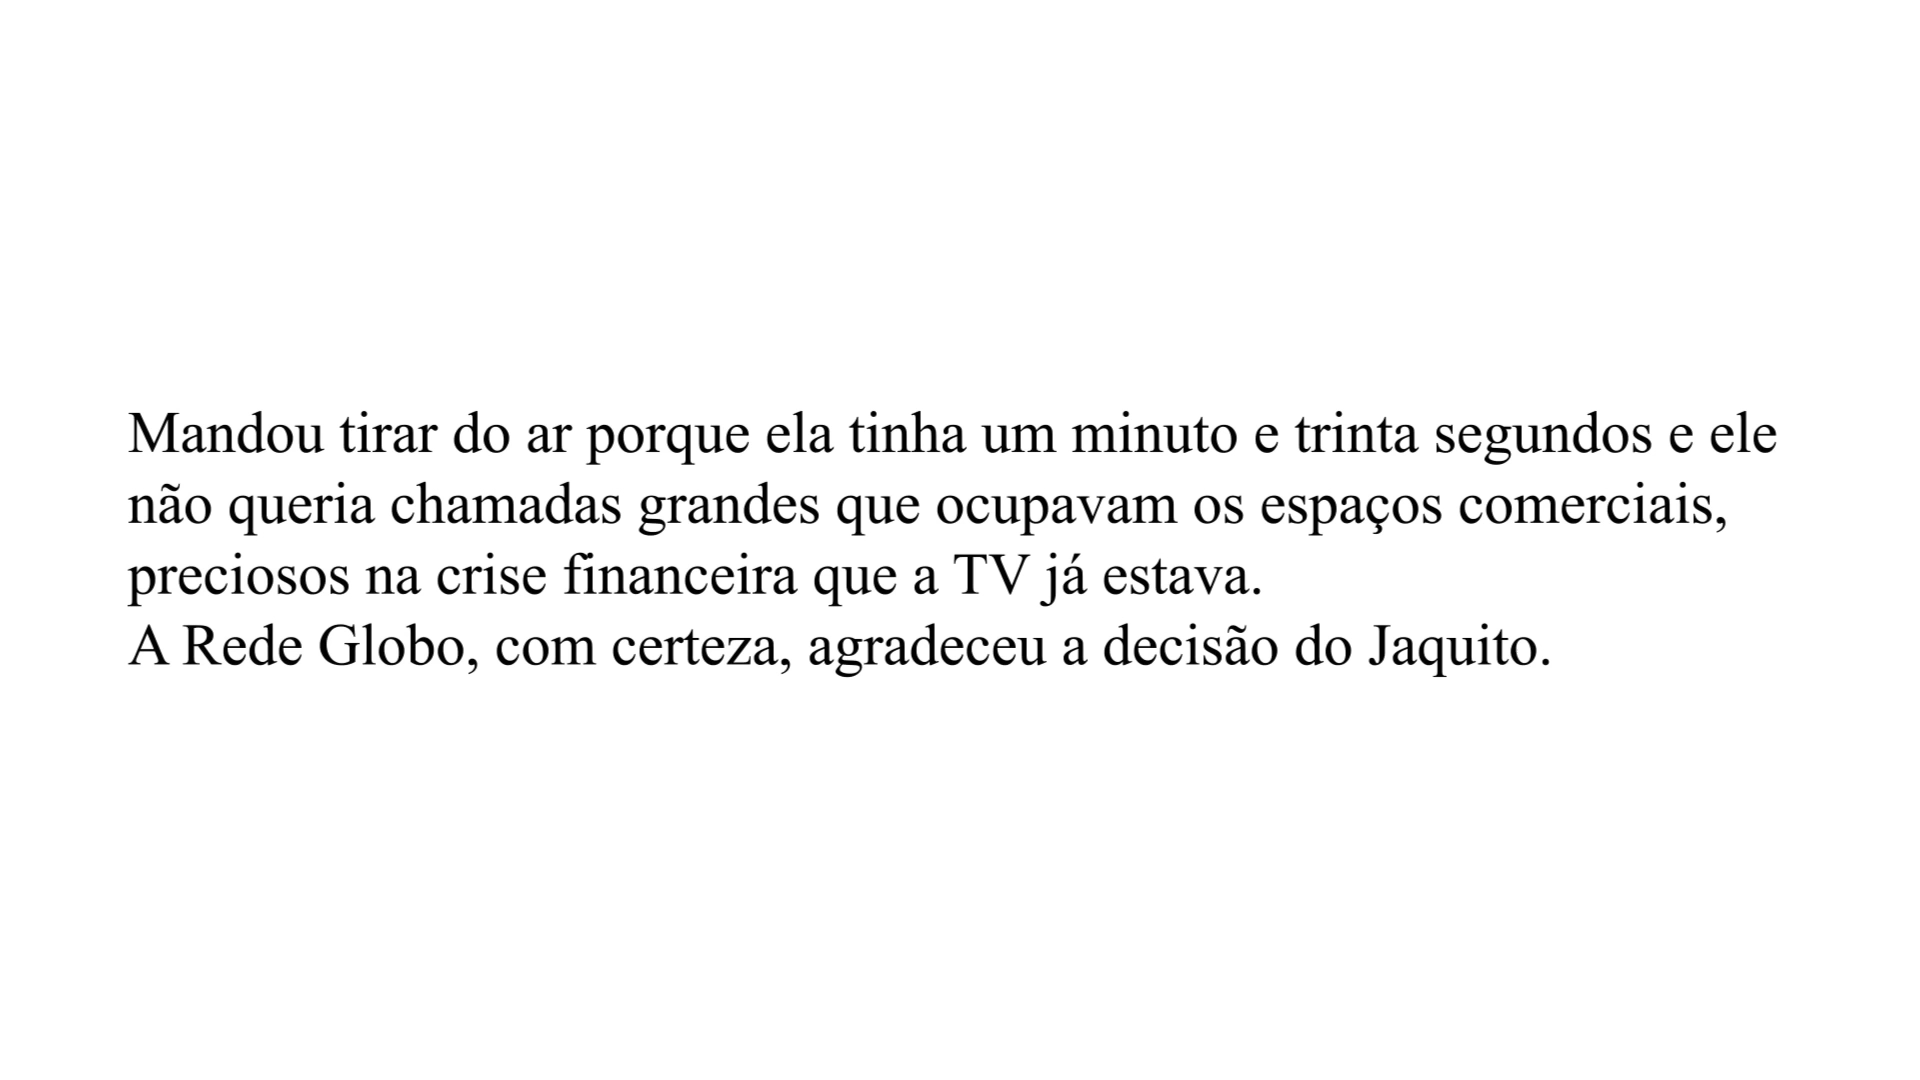 Mandou tirar do ar porque ela tinha um minuto e trinta segundos e ele
não queria chamadas grandes que ocupavam os espaços comerciais,
preciosos na crise financeira que a TV já estava.
A Rede Globo, com certeza, agradeceu a decisão do Jaquito.